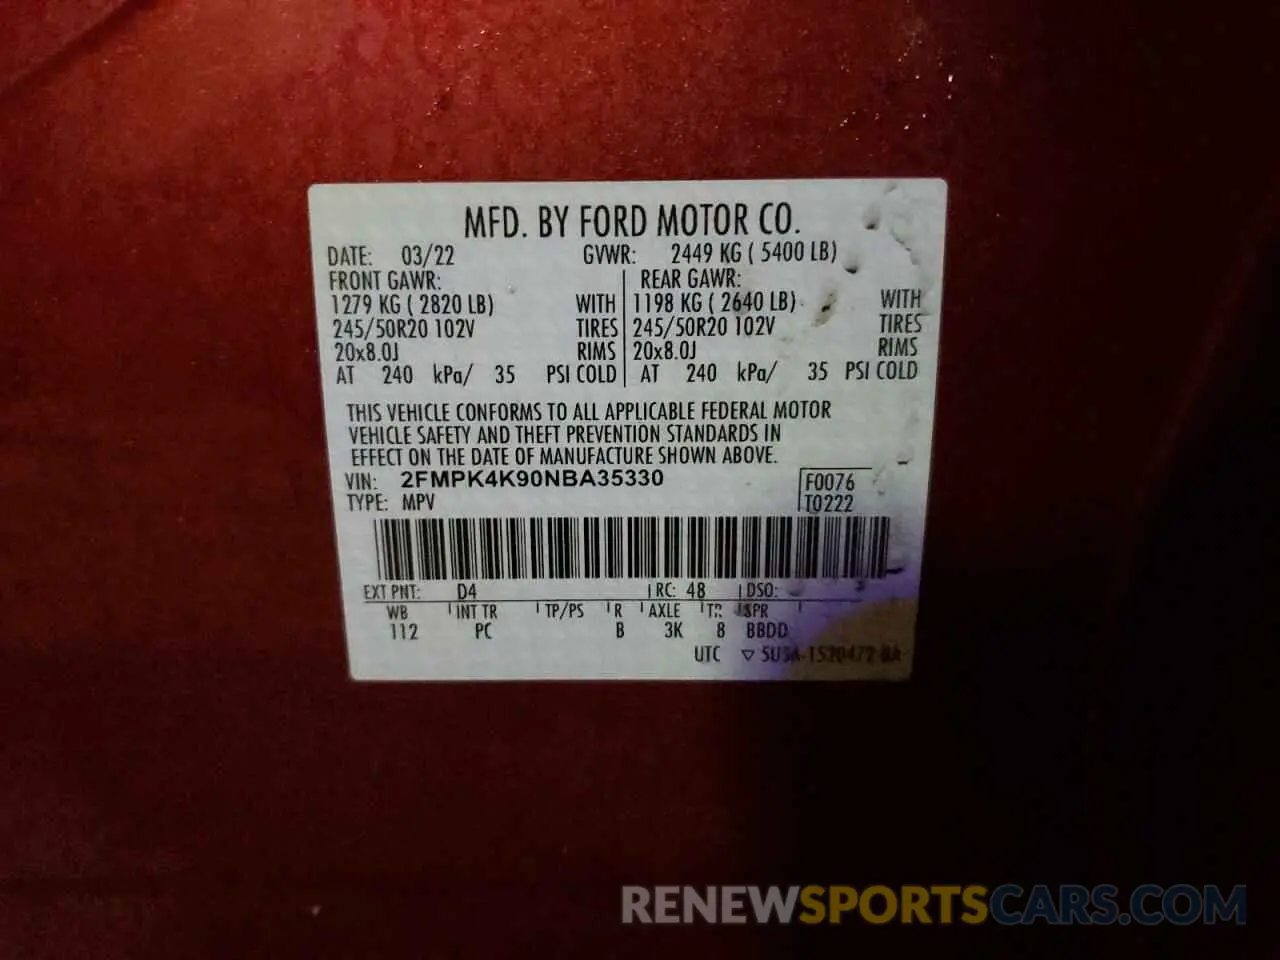 MFD. BY FORD MOTOR CO.
DATE: 03/22 GVWR: 2449 KG ( 5400 LB)
FRONT GAWR: REAR GAWR:
1279 KG ( 2820 LB) WITH 1198 KG ( 2640 LB) WITH
245/50R20 102V TIRES 245/50R20 102V TIRES
20x8.0J RIMS 20x8.0J RIMS
AT 240 kPa/ 35 PSI COLD AT 240 kPa/ 35 PSI COLD
THIS VEHICLE CONFORMS TO ALL APPLICABLE FEDERAL MOTOR
VEHICLE SAFETY AND THEFT PREVENTION STANDARDS IN
EFFECT ON THE DATE OF MANUFACTURE SHOWN ABOVE.
VIN: 2FMPK4K90NBA35330 F0076
TYPE: MPV T0222
EXT PNT: D4 RC: 48 DSO:
WB INT TR TP/PS R AXLE TR SPR
112 PC B 3K 8 BBDD
UTC ▽ 5U5A-1520472-BA
RENEWSPORTSCARS.COM